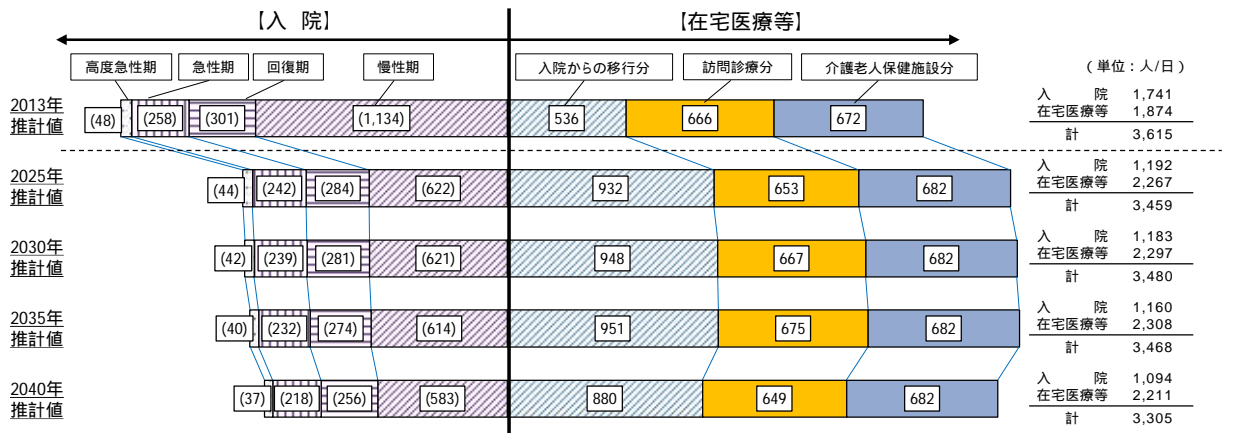 【入 院】 【在宅医療等】
高度急性期 急性期 回復期 慢性期 入院からの移行分 訪問診療分 介護老人保健施設分 (単位:人/日)
2013年
推計値
(48) (258) (301) (1,134) 536 666 672
入 院 1,741
在宅医療等 1,874
計 3,615
2025年
推計値
(44) (242) (284) (622) 932 653 682
入 院 1,192
在宅医療等 2,267
計 3,459
2030年
推計値
(42) (239) (281) (621) 948 667 682
入 院 1,183
在宅医療等 2,297
計 3,480
2035年
推計値
(40) (232) (274) (614) 951 675 682
入 院 1,160
在宅医療等 2,308
計 3,468
2040年
推計値
(37) (218) (256) (583) 880 649 682
入 院 1,094
在宅医療等 2,211
計 3,305